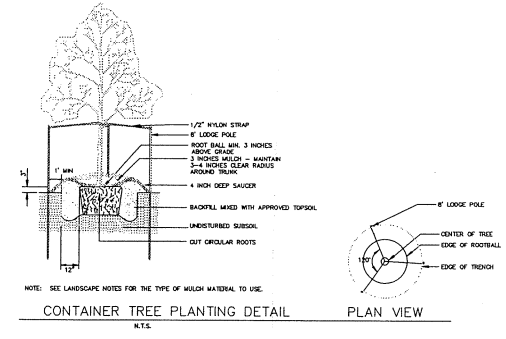 1/2" NYLON STRAP
8' LODGE POLE
ROOT BALL MIN. 3 INCHES
ABOVE GRADE
3 INCHES MULCH - MAINTAIN
3-4 INCHES CLEAR RADIUS
AROUND TRUNK
3"
1' MIN
4 INCH DEEP SAUCER
BACKFILL MIXED WITH APPROVED TOPSOIL
UNDISTURBED SUBSOIL
CUT CIRCULAR ROOTS
12"
8' LODGE POLE
CENTER OF TREE
EDGE OF ROOTBALL
120°
EDGE OF TRENCH
NOTE: SEE LANDSCAPE NOTES FOR THE TYPE OF MULCH MATERIAL TO USE.
CONTAINER TREE PLANTING DETAIL
PLAN VIEW
N.T.S.